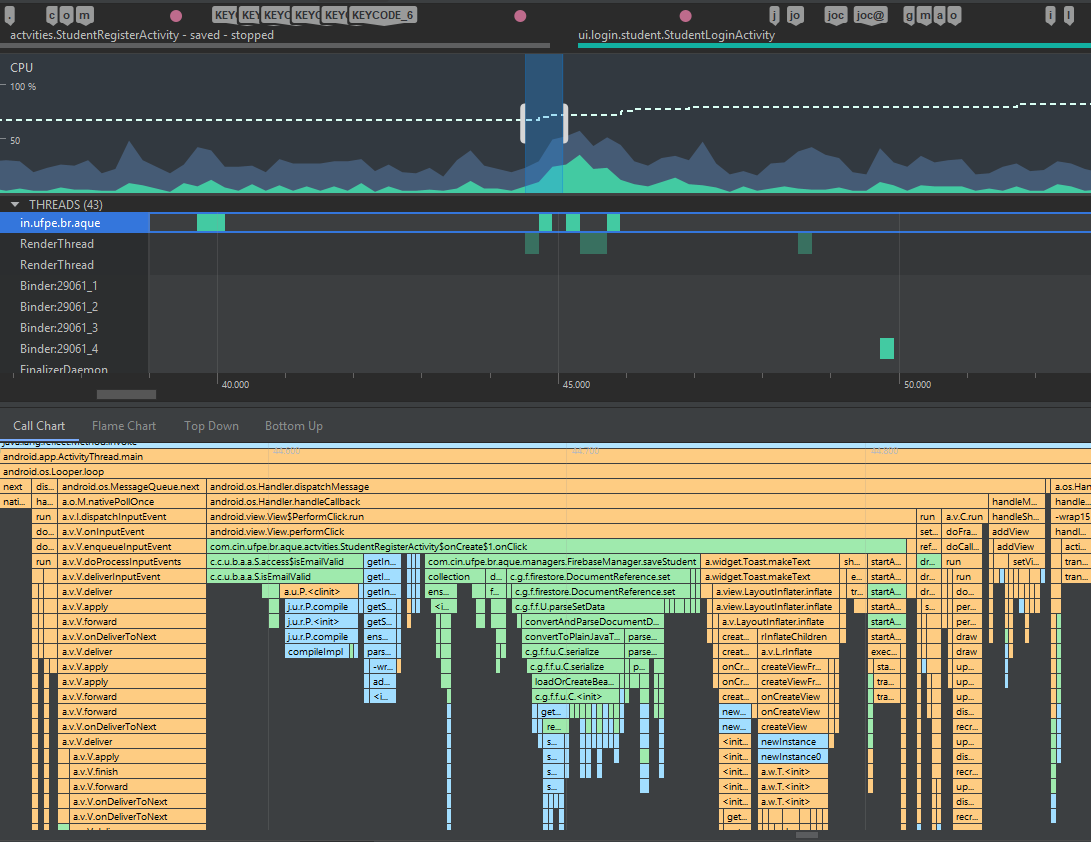 . c o m KEYC KEY KEYC KEYC KEYC KEYCODE_6 j jo joc joc@ g m a o i l
actvities.StudentRegisterActivity - saved - stopped ui.login.student.StudentLoginActivity
CPU
100 %
50
THREADS (43)
in.ufpe.br.aque
RenderThread
RenderThread
Binder:29061_1
Binder:29061_2
Binder:29061_3
Binder:29061_4
FinalizerDaemon
40.000 45.000 50.000
Call Chart Flame Chart Top Down Bottom Up
android.app.ActivityThread.main
android.os.Looper.loop
next dis... android.os.MessageQueue.next android.os.Handler.dispatchMessage a.os.Han
nati... ha... a.o.M.nativePollOnce android.os.Handler.handleCallback handleM... handle...
run a.v.I.dispatchInputEvent android.view.View$PerformClick.run run a.v.C.run handleSh... -wrap15
do... a.v.V.onInputEvent android.view.View.performClick set... doFra... addView handl...
do... a.v.V.enqueueInputEvent com.cin.ufpe.br.aque.actvities.StudentRegisterActivity$onCreate$1.onClick ref... doCall... addView acti...
run a.v.V.doProcessInputEvents c.c.u.b.a.a.S.access$isEmailValid getIn... com.cin.ufpe.br.aque.managers.FirebaseManager.saveStudent a.widget.Toast.makeText sh... startA... dr... run setVi... tran...
a.v.V.deliverInputEvent c.c.u.b.a.a.S.isEmailValid getI... collection d... c.g.f.firestore.DocumentReference.set a.widget.Toast.makeText e... startA... dr... run tran...
a.v.V.deliver a.u.P.<clinit> getIn... ens... f... c.g.f.firestore.DocumentReference.set a.view.LayoutInflater.inflate tr... startA... dr... do...
a.v.V.apply j.u.r.P.compile getS... <i... c.g.f.f.U.parseSetData a.view.LayoutInflater.inflate startA... s... per...
a.v.V.forward j.u.r.P.<init> getS... convertAndParseDocumentD... a.v.LayoutInflater.inflate startA... per...
a.v.V.onDeliverToNext j.u.r.P.compile ens... convertToPlainJavaT... parse... creat... rInflateChildren startA... draw
a.v.V.deliver compileImpl pars... c.g.f.f.u.C.serialize parse... creat... a.v.L.rInflate exec... draw
a.v.V.apply -wr... c.g.f.f.u.C.serialize p... onCr... createViewFr... sta... up...
a.v.V.apply ad... loadOrCreateBea... onCr... createViewFr... tra... up...
a.v.V.forward <i... c.g.f.f.u.C.<init> creat... onCreateView tra... up...
a.v.V.forward get... new... onCreateView dis...
a.v.V.onDeliverToNext re... new... createView recr...
a.v.V.deliver s... <init... newInstance up...
a.v.V.apply s... <init... newInstance0 dis...
a.v.V.finish s... <init... a.w.T.<init> recr...
a.v.V.forward s... <init... a.w.T.<init> up...
a.v.V.onDeliverToNext <init... a.w.T.<init> dis...
a.v.V.onDeliverToNext get... recr...